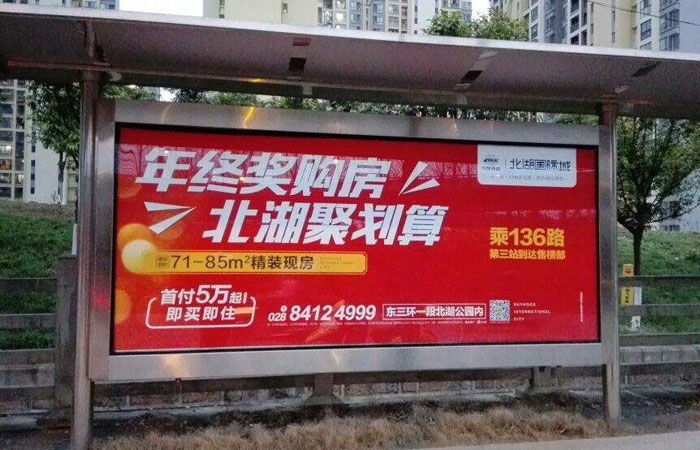 年终奖购房
北湖聚划算
北湖国际城
71-85m²精装现房
乘136路
第三站到达售楼部
首付5万起!
即买即住
028 8412 4999
东三环一段北湖公园内
BAYWOOD
INTERNATIONAL
CITY